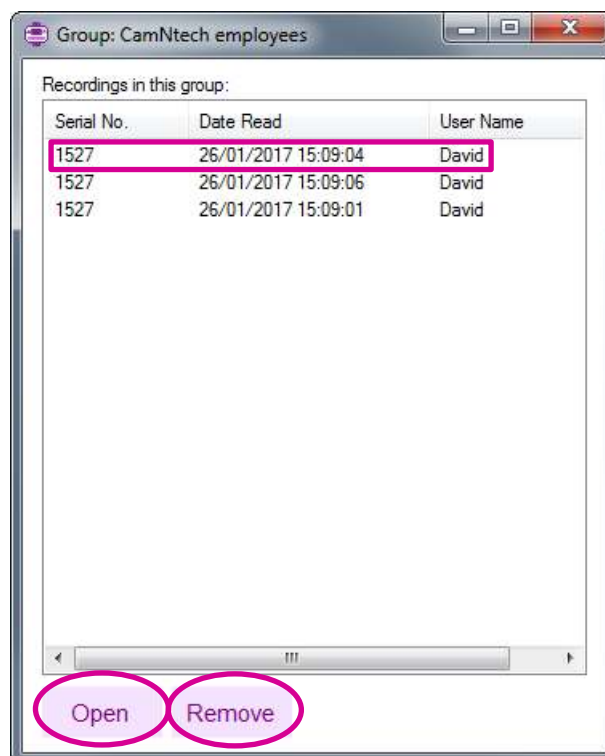 Group: CamNtech employees
Recordings in this group:
Serial No. Date Read User Name
1527 26/01/2017 15:09:04 David
1527 26/01/2017 15:09:06 David
1527 26/01/2017 15:09:01 David
Open Remove